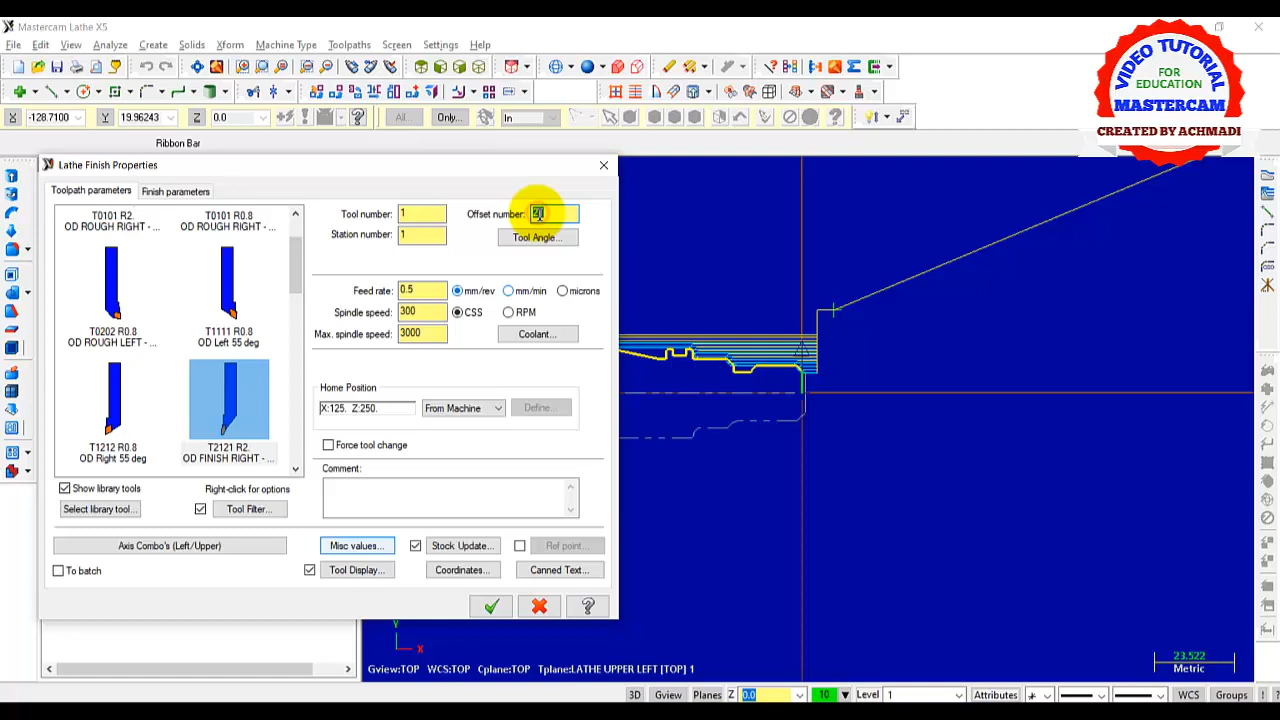 Mastercam Lathe X5
File Edit View Analyze Create Solids Xform Machine Type Toolpaths Screen Settings Help
X -128.7100 Y 19.96243 Z 0.0 All... Only... In
Ribbon Bar
VIDEO TUTORIAL
FOR
EDUCATION
MASTERCAM
CREATED BY ACHMADI
Lathe Finish Properties
Toolpath parameters Finish parameters
T0101 R2. T0101 R0.8
OD ROUGH RIGHT - ... OD ROUGH RIGHT - ...
T0202 R0.8 T1111 R0.8
OD ROUGH LEFT - ... OD Left 55 deg
T1212 R0.8 T2121 R2.
OD Right 55 deg OD FINISH RIGHT - ...
Show library tools Right-click for options
Select library tool... Tool Filter...
Axis Combo's (Left/Upper)
To batch
Tool number: 1 Offset number:
Station number: 1 Tool Angle...
Feed rate: 0.5 mm/rev mm/min microns
Spindle speed: 300 CSS RPM
Max. spindle speed: 3000 Coolant...
Home Position
X:125. Z:250. From Machine Define...
Force tool change
Comment:
Misc values... Stock Update... Ref point...
Tool Display... Coordinates... Canned Text...
Y
X
Gview:TOP WCS:TOP Cplane:TOP Tplane:LATHE UPPER LEFT [TOP] 1
23.522
Metric
3D Gview Planes Z 0.0 10 Level 1 Attributes WCS Groups